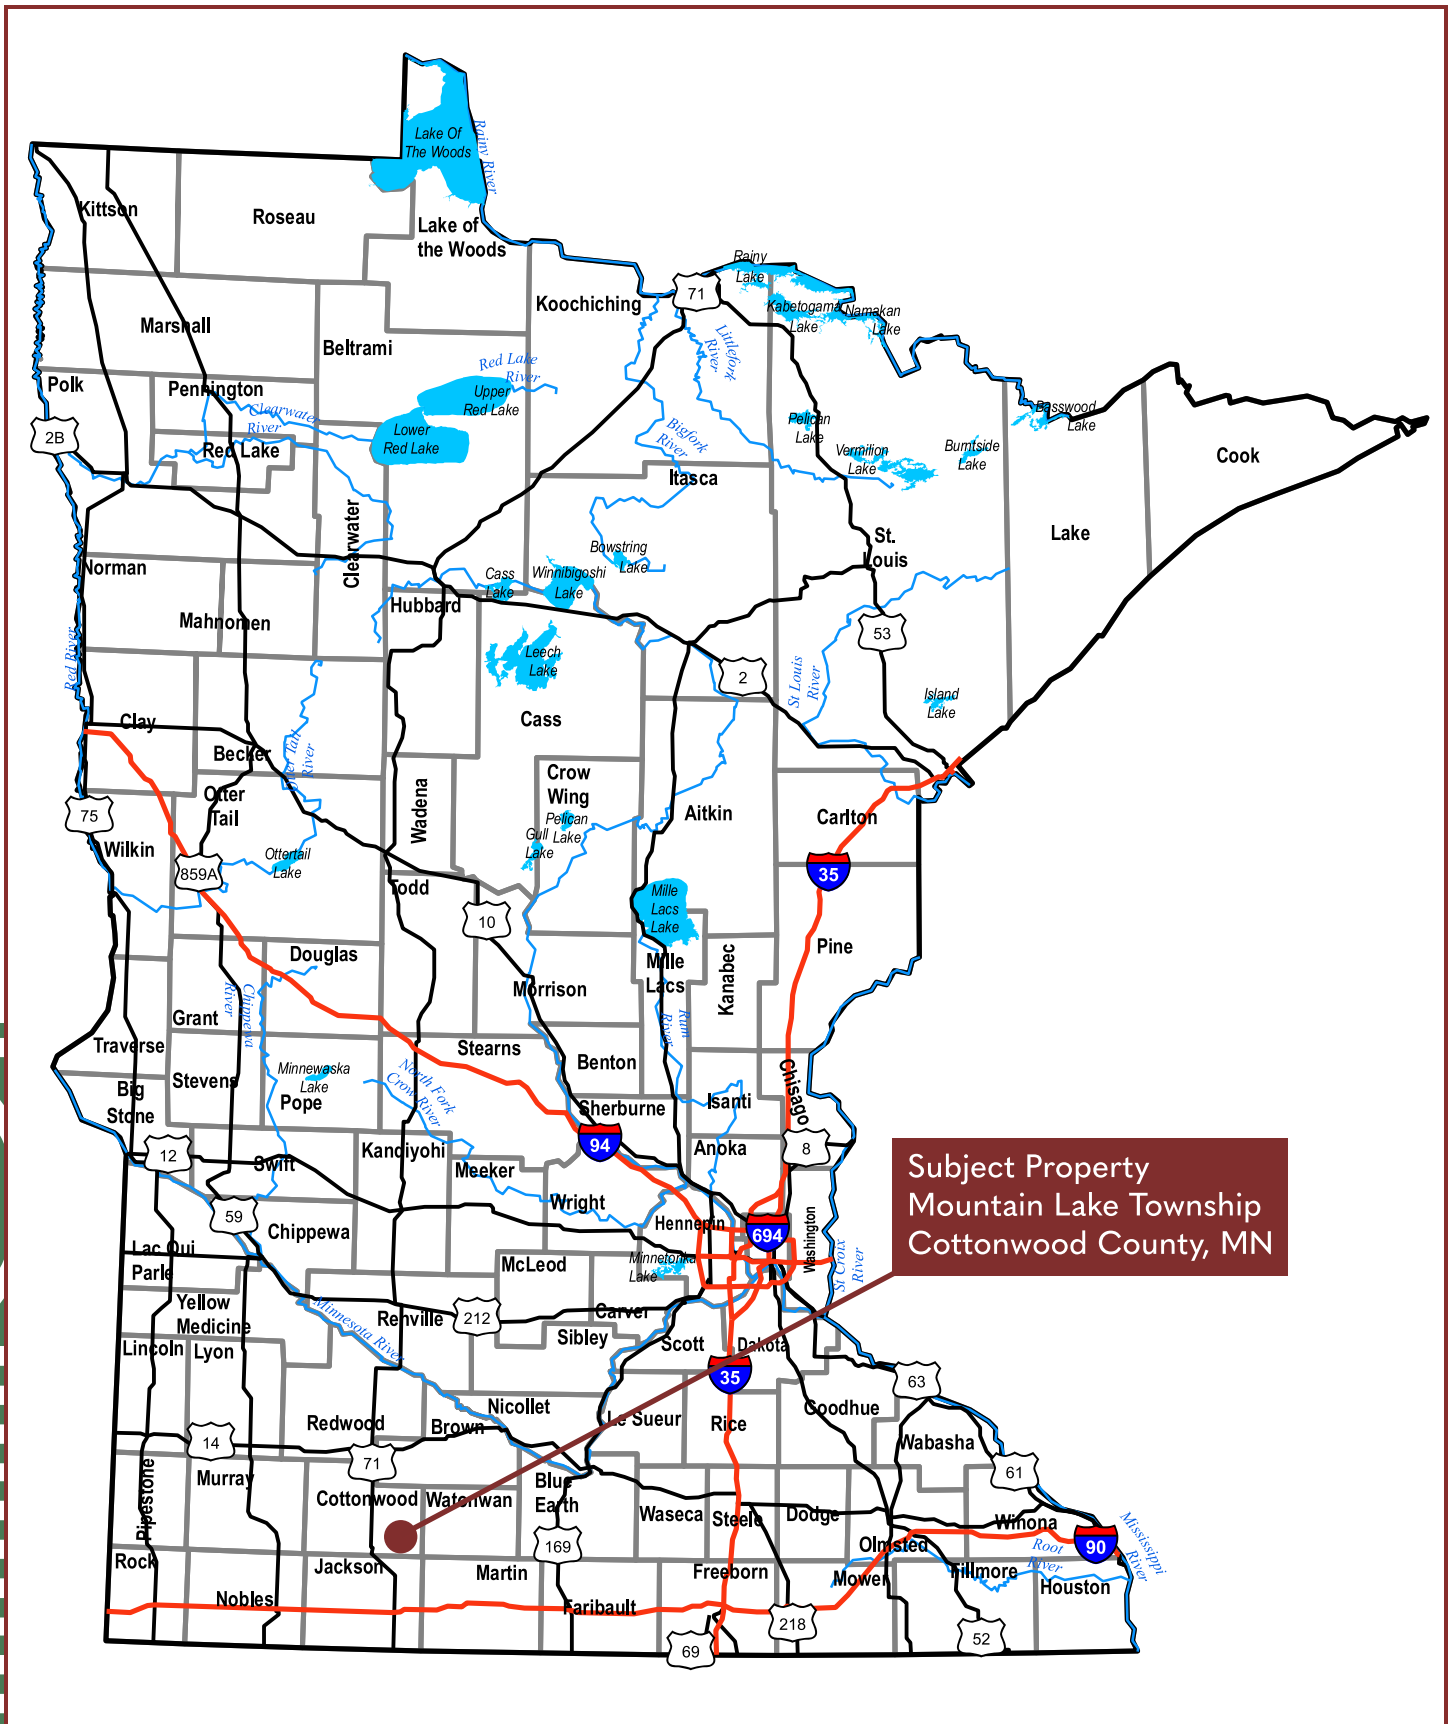 Lake Of
The Woods
Rainy River
Kittson
Roseau
Lake of
the Woods
Rainy
Lake
71
Koochiching
Kabetogama
Lake
Namakan
Lake
Marshall
Beltrami
Littlefork
River
Red Lake
River
Polk
Pennington
Upper
Red Lake
Clearwater
River
Basswood
Lake
Pelican
Lake
2B
Lower
Red Lake
Bigfork
River
Red Lake
Vermilion
Lake
Burntside
Lake
Cook
Itasca
Clearwater
Lake
St.
Louis
Bowstring
Lake
Norman
Cass
Lake
Winnibigoshi
Lake
Hubbard
Mahnomen
53
Red River
Leech
Lake
2
St Louis
River
Island
Lake
Clay
Cass
Becker
Otter Tail
River
Crow
Wing
Otter
Tail
Wadena
Aitkin
Carlton
75
Pelican
Lake
Gull
Lake
Wilkin
Ottertail
Lake
859A
35
Todd
Mille
Lacs
Lake
10
Pine
Douglas
Mille
Lacs
Kanabec
Morrison
Chippewa
River
Grant
Rum
River
Traverse
Stearns
Benton
Big
Stone
Stevens
Minnewaska
Lake
Pope
North Fork
Crow River
Chisago
Isanti
Sherburne
94
Anoka
8
12
Swift
Kandiyohi
Meeker
Subject Property
Mountain Lake Township
Cottonwood County, MN
Wright
59
Chippewa
Hennepin
694
Washington
Lac Qui
Parle
McLeod
Minnetonka
Lake
St Croix
River
Yellow
Medicine
Minnesota River
Renville
212
Carver
Sibley
Scott
Dakota
Lincoln
Lyon
35
63
Nicollet
Redwood
Brown
Le Sueur
Rice
Goodhue
14
Wabasha
71
Murray
61
Pipestone
Cottonwood
Watonwan
Blue
Earth
Waseca
Steele
Dodge
Winona
Mississippi
River
169
Olmsted
Root
River
90
Rock
Jackson
Martin
Freeborn
Mower
Fillmore
Houston
Nobles
Faribault
218
69
52